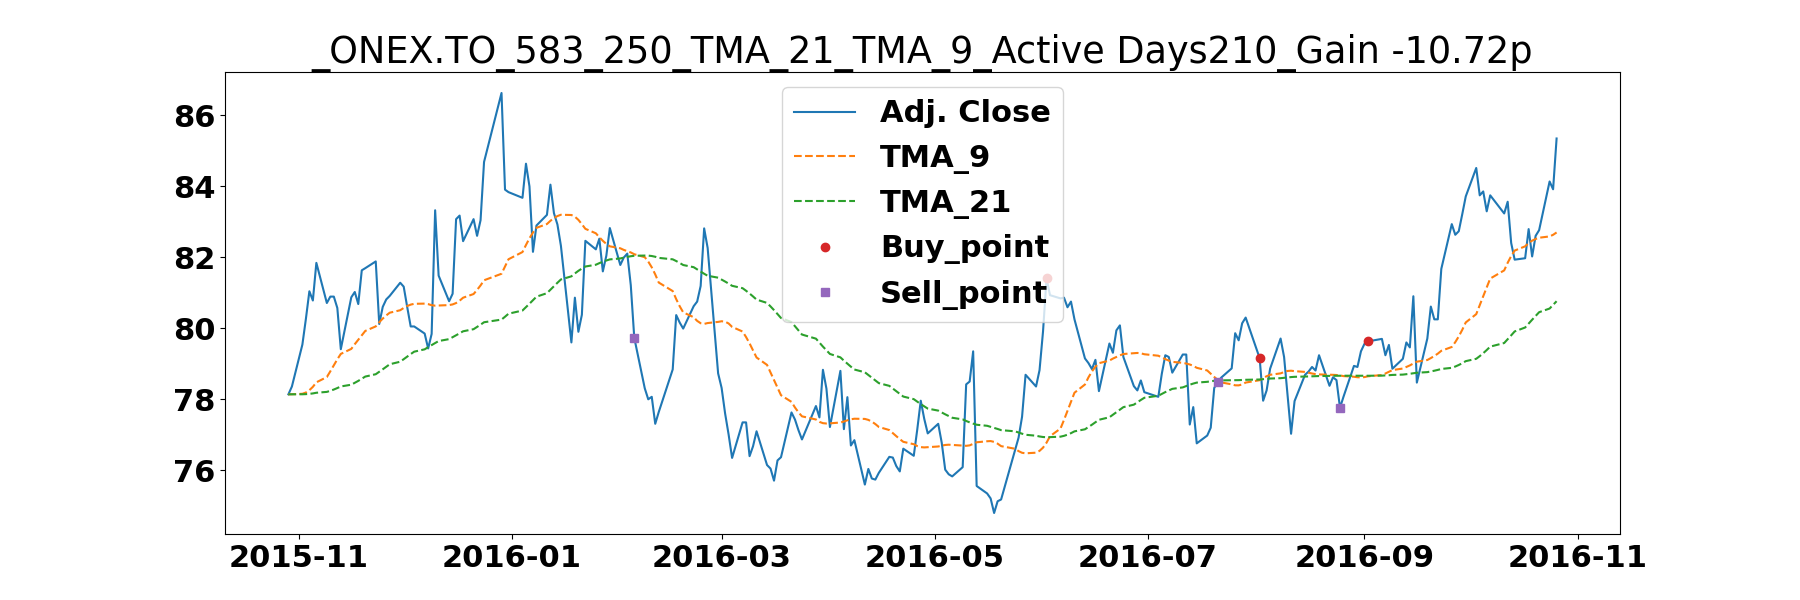 _ONEX.TO_583_250_TMA_21_TMA_9_Active Days210_Gain -10.72p
86
84
82
80
78
76
Adj. Close
TMA_9
TMA_21
Buy_point
Sell_point
2015-11 2016-01 2016-03 2016-05 2016-07 2016-09 2016-11